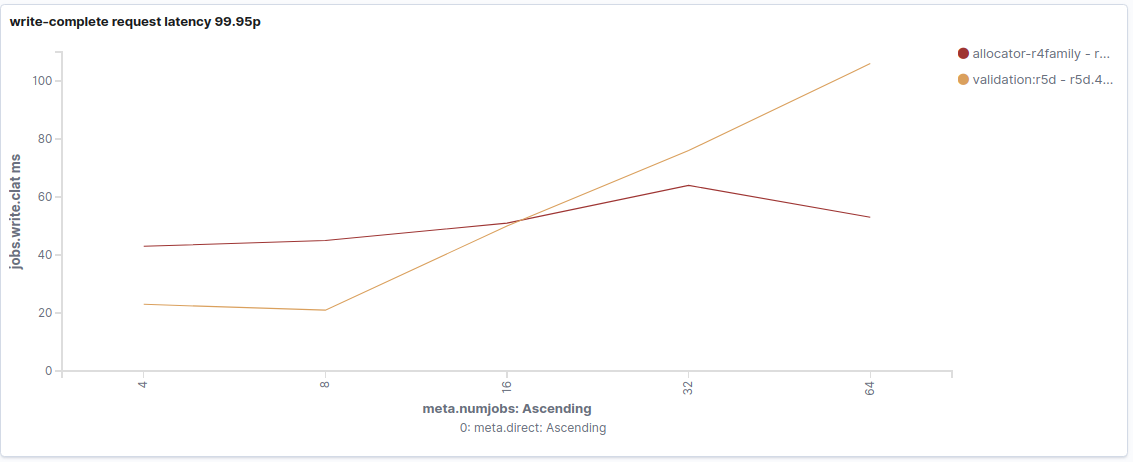 write-complete request latency 99.95p
allocator-r4family - r...
validation:r5d - r5d.4...
jobs.write.clat ms
100
80
60
40
20
0
4
8
16
32
64
meta.numjobs: Ascending
0: meta.direct: Ascending